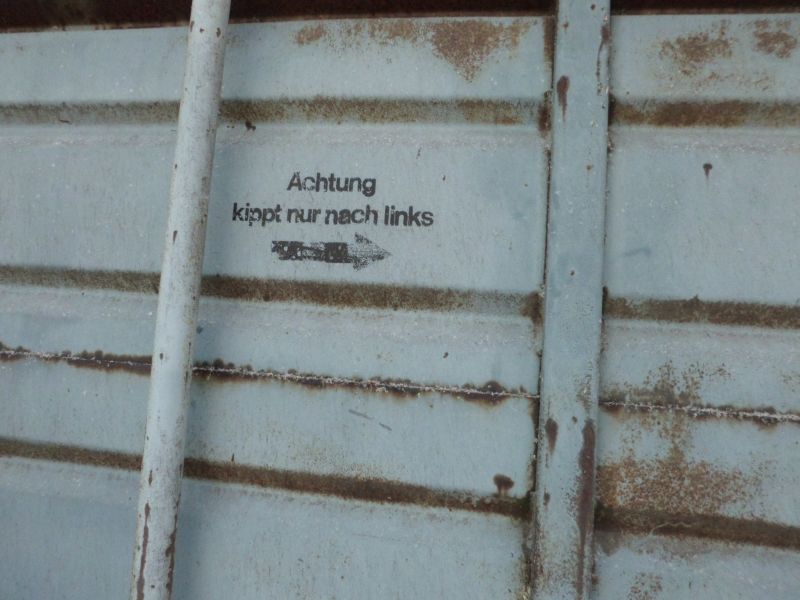 Achtung
kippt nur nach links